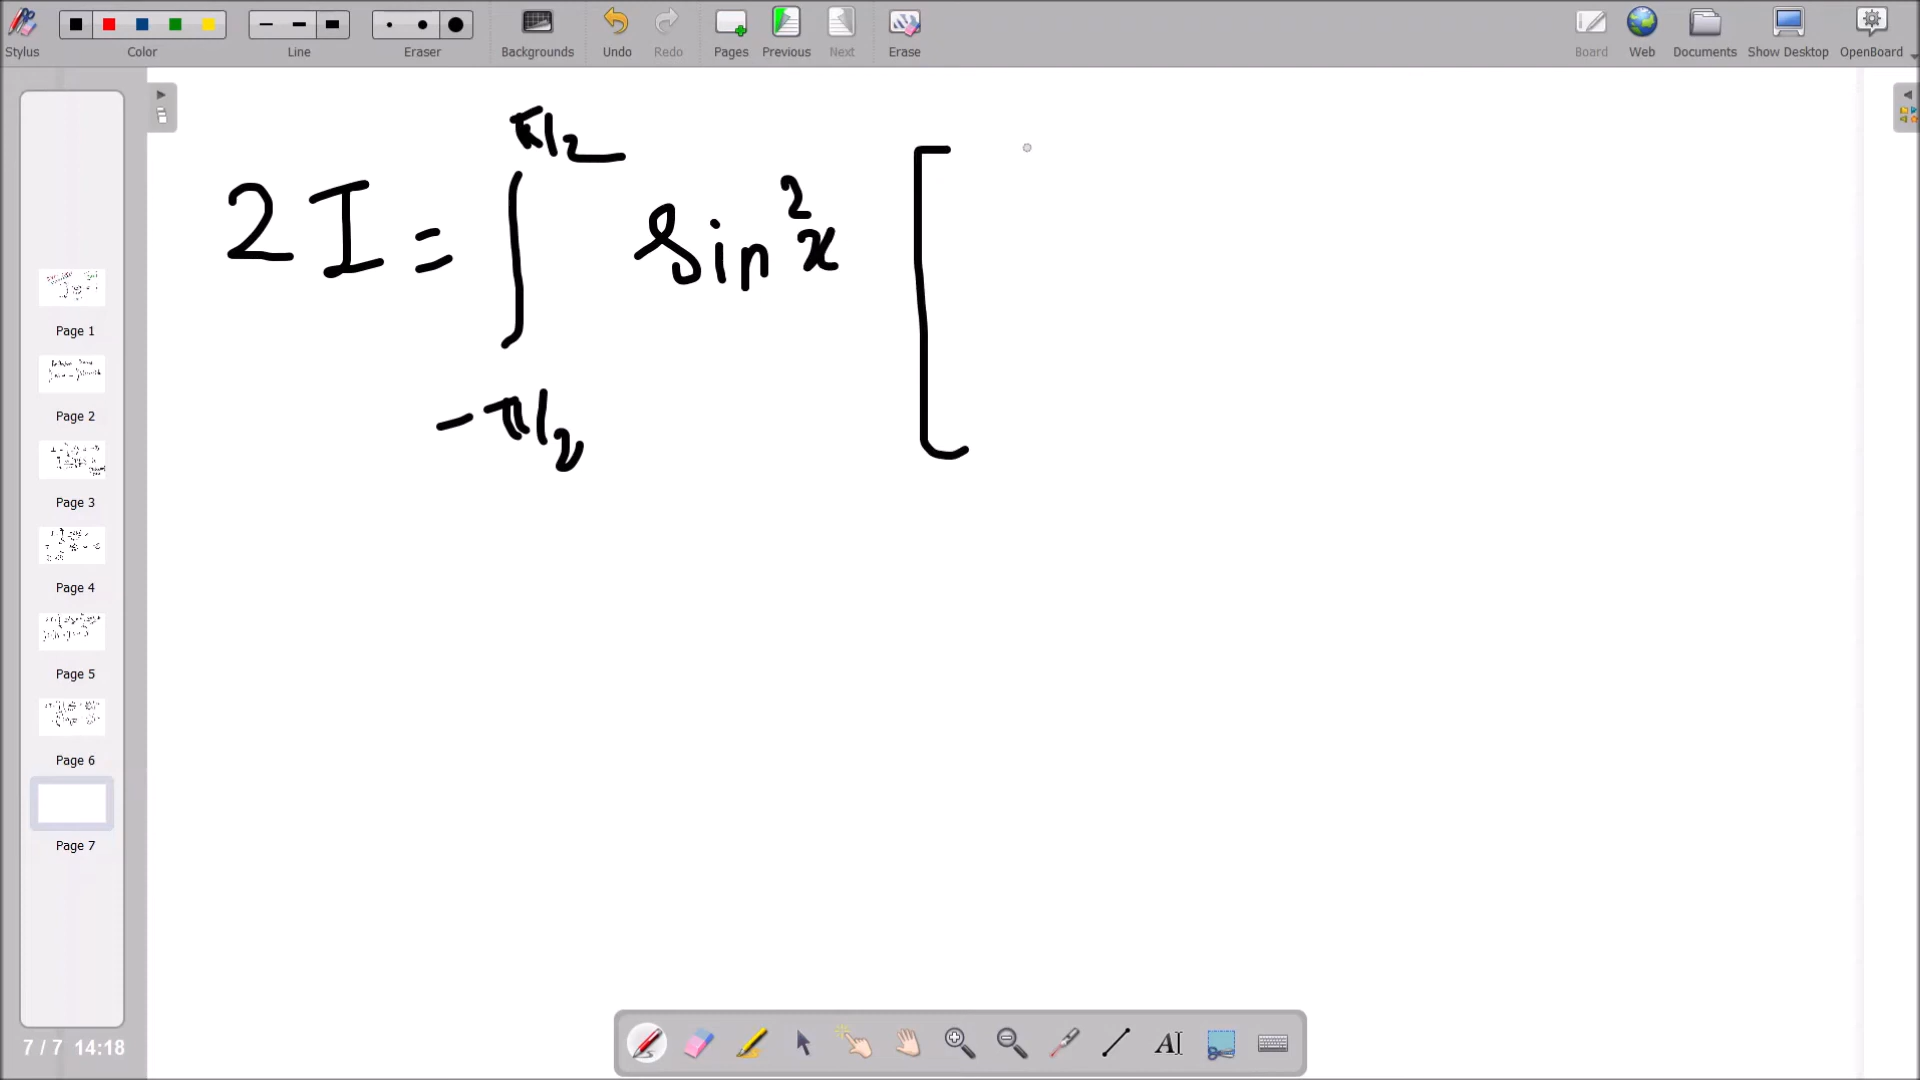 Stylus Color Line Eraser Backgrounds Undo Redo Pages Previous Next Erase Board Web Documents Show Desktop OpenBoard
π/2
2I = ∫ sin²x [
-π/2
Page 1
Page 2
Page 3
Page 4
Page 5
Page 6
Page 7
7 / 7 14:18